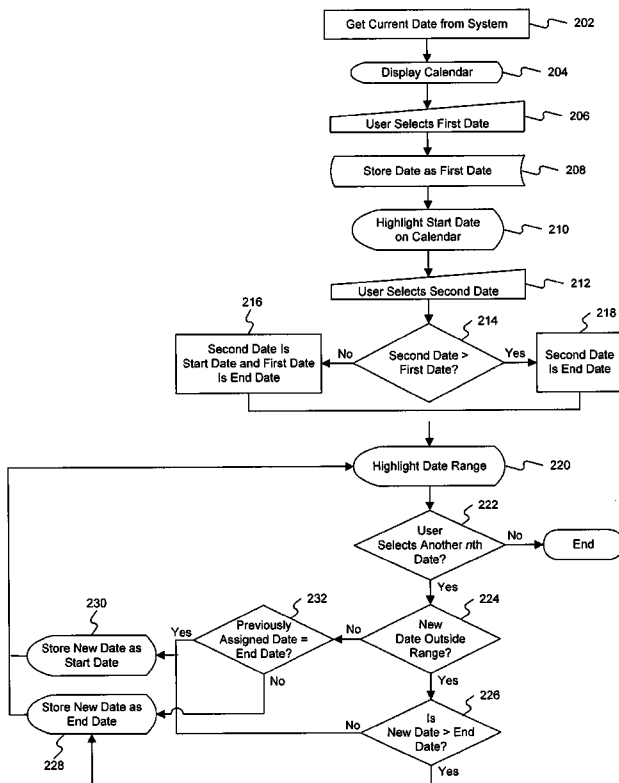 Get Current Date from System
202
Display Calendar
204
User Selects First Date
206
Store Date as First Date
208
Highlight Start Date
on Calendar
210
User Selects Second Date
212
216
214
218
Second Date Is
Start Date and First Date
Is End Date
No
Second Date >
First Date?
Yes
Second Date
Is End Date
Highlight Date Range
220
222
User
Selects Another nth
Date?
No
End
Yes
232
224
230
Previously
Assigned Date =
End Date?
Yes
No
New
Date Outside
Range?
Store New Date as
Start Date
No
Yes
226
Store New Date as
End Date
228
No
Is
New Date > End
Date?
Yes